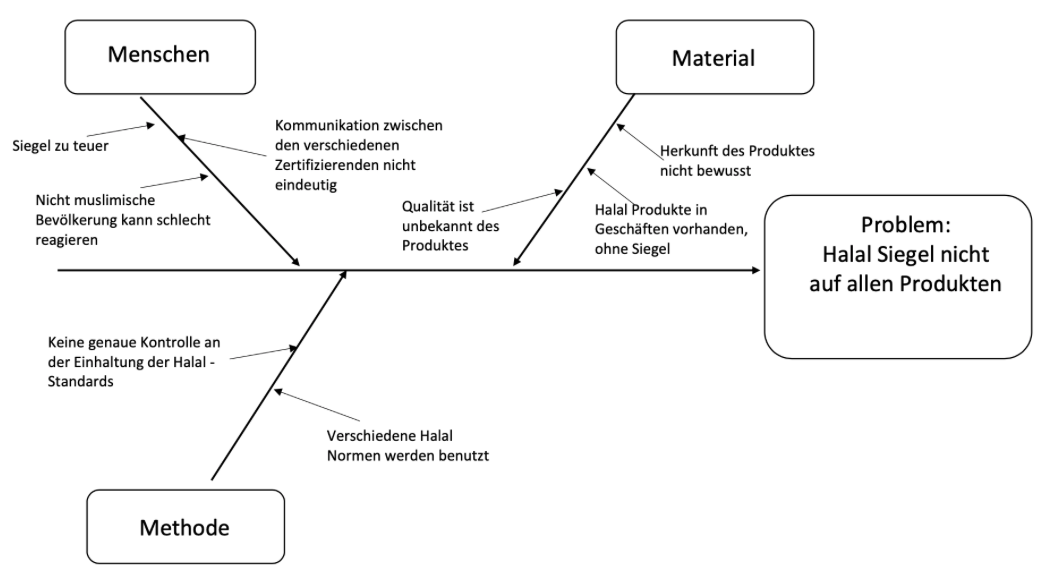 Menschen
Material
Siegel zu teuer
Kommunikation zwischen
den verschiedenen
Zertifizierenden nicht
eindeutig
Nicht muslimische
Bevölkerung kann schlecht
reagieren
Herkunft des Produktes
nicht bewusst
Qualität ist
unbekannt des
Produktes
Halal Produkte in
Geschäften vorhanden,
ohne Siegel
Problem:
Halal Siegel nicht
auf allen Produkten
Keine genaue Kontrolle an
der Einhaltung der Halal -
Standards
Verschiedene Halal
Normen werden benutzt
Methode